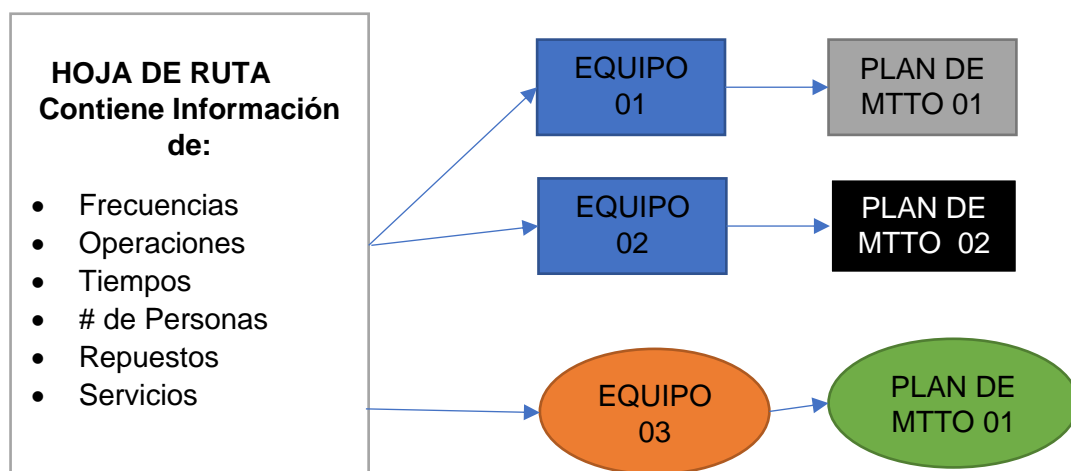 HOJA DE RUTA
Contiene Información
de:
• Frecuencias
• Operaciones
• Tiempos
• # de Personas
• Repuestos
• Servicios
EQUIPO
01
PLAN DE
MTTO 01
EQUIPO
02
PLAN DE
MTTO 02
EQUIPO
03
PLAN DE
MTTO 01